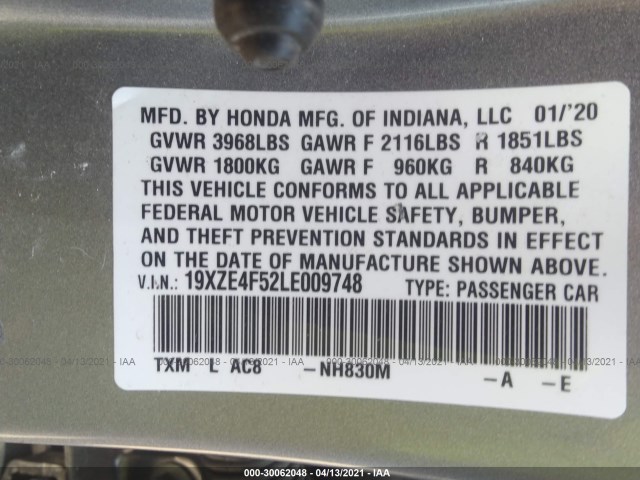 MFD. BY HONDA MFG. OF INDIANA, LLC 01/'20
GVWR 3968LBS GAWR F 2116LBS R 1851LBS
GVWR 1800KG GAWR F 960KG R 840KG
THIS VEHICLE CONFORMS TO ALL APPLICABLE
FEDERAL MOTOR VEHICLE SAFETY, BUMPER,
AND THEFT PREVENTION STANDARDS IN EFFECT
ON THE DATE OF MANUFACTURE SHOWN ABOVE.
V.I.N.: 19XZE4F52LE009748 TYPE: PASSENGER CAR
TXM L AC8 -NH830M -A -E
000-30062048 - 04/13/2021 - IAA